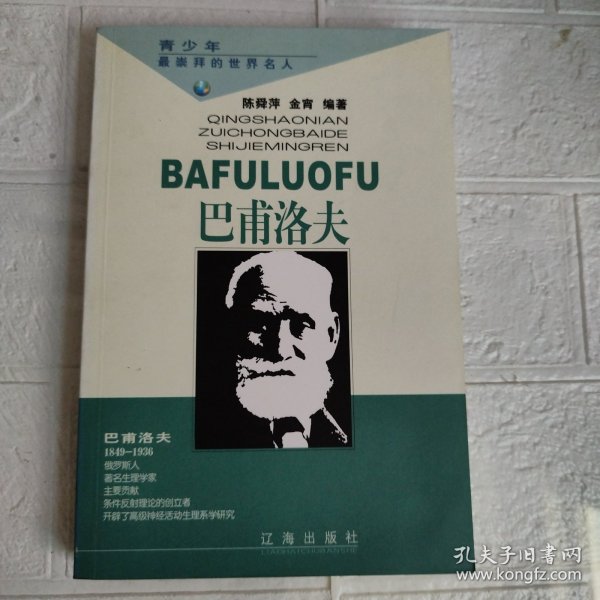 青少年
最崇拜的世界名人
陈舜萍 金宵 编著
QINGSHAONIAN
ZUICHONGBAIDE
SHIJIEMINGREN
BAFULUOFU
巴甫洛夫
巴甫洛夫
1849-1936
俄罗斯人
著名生理学家
主要贡献
条件反射理论的创立者
开辟了高级神经活动生理系学研究
辽海出版社
LIAOHAICHUBANSHE
孔夫子旧书网
www.kongfz.com